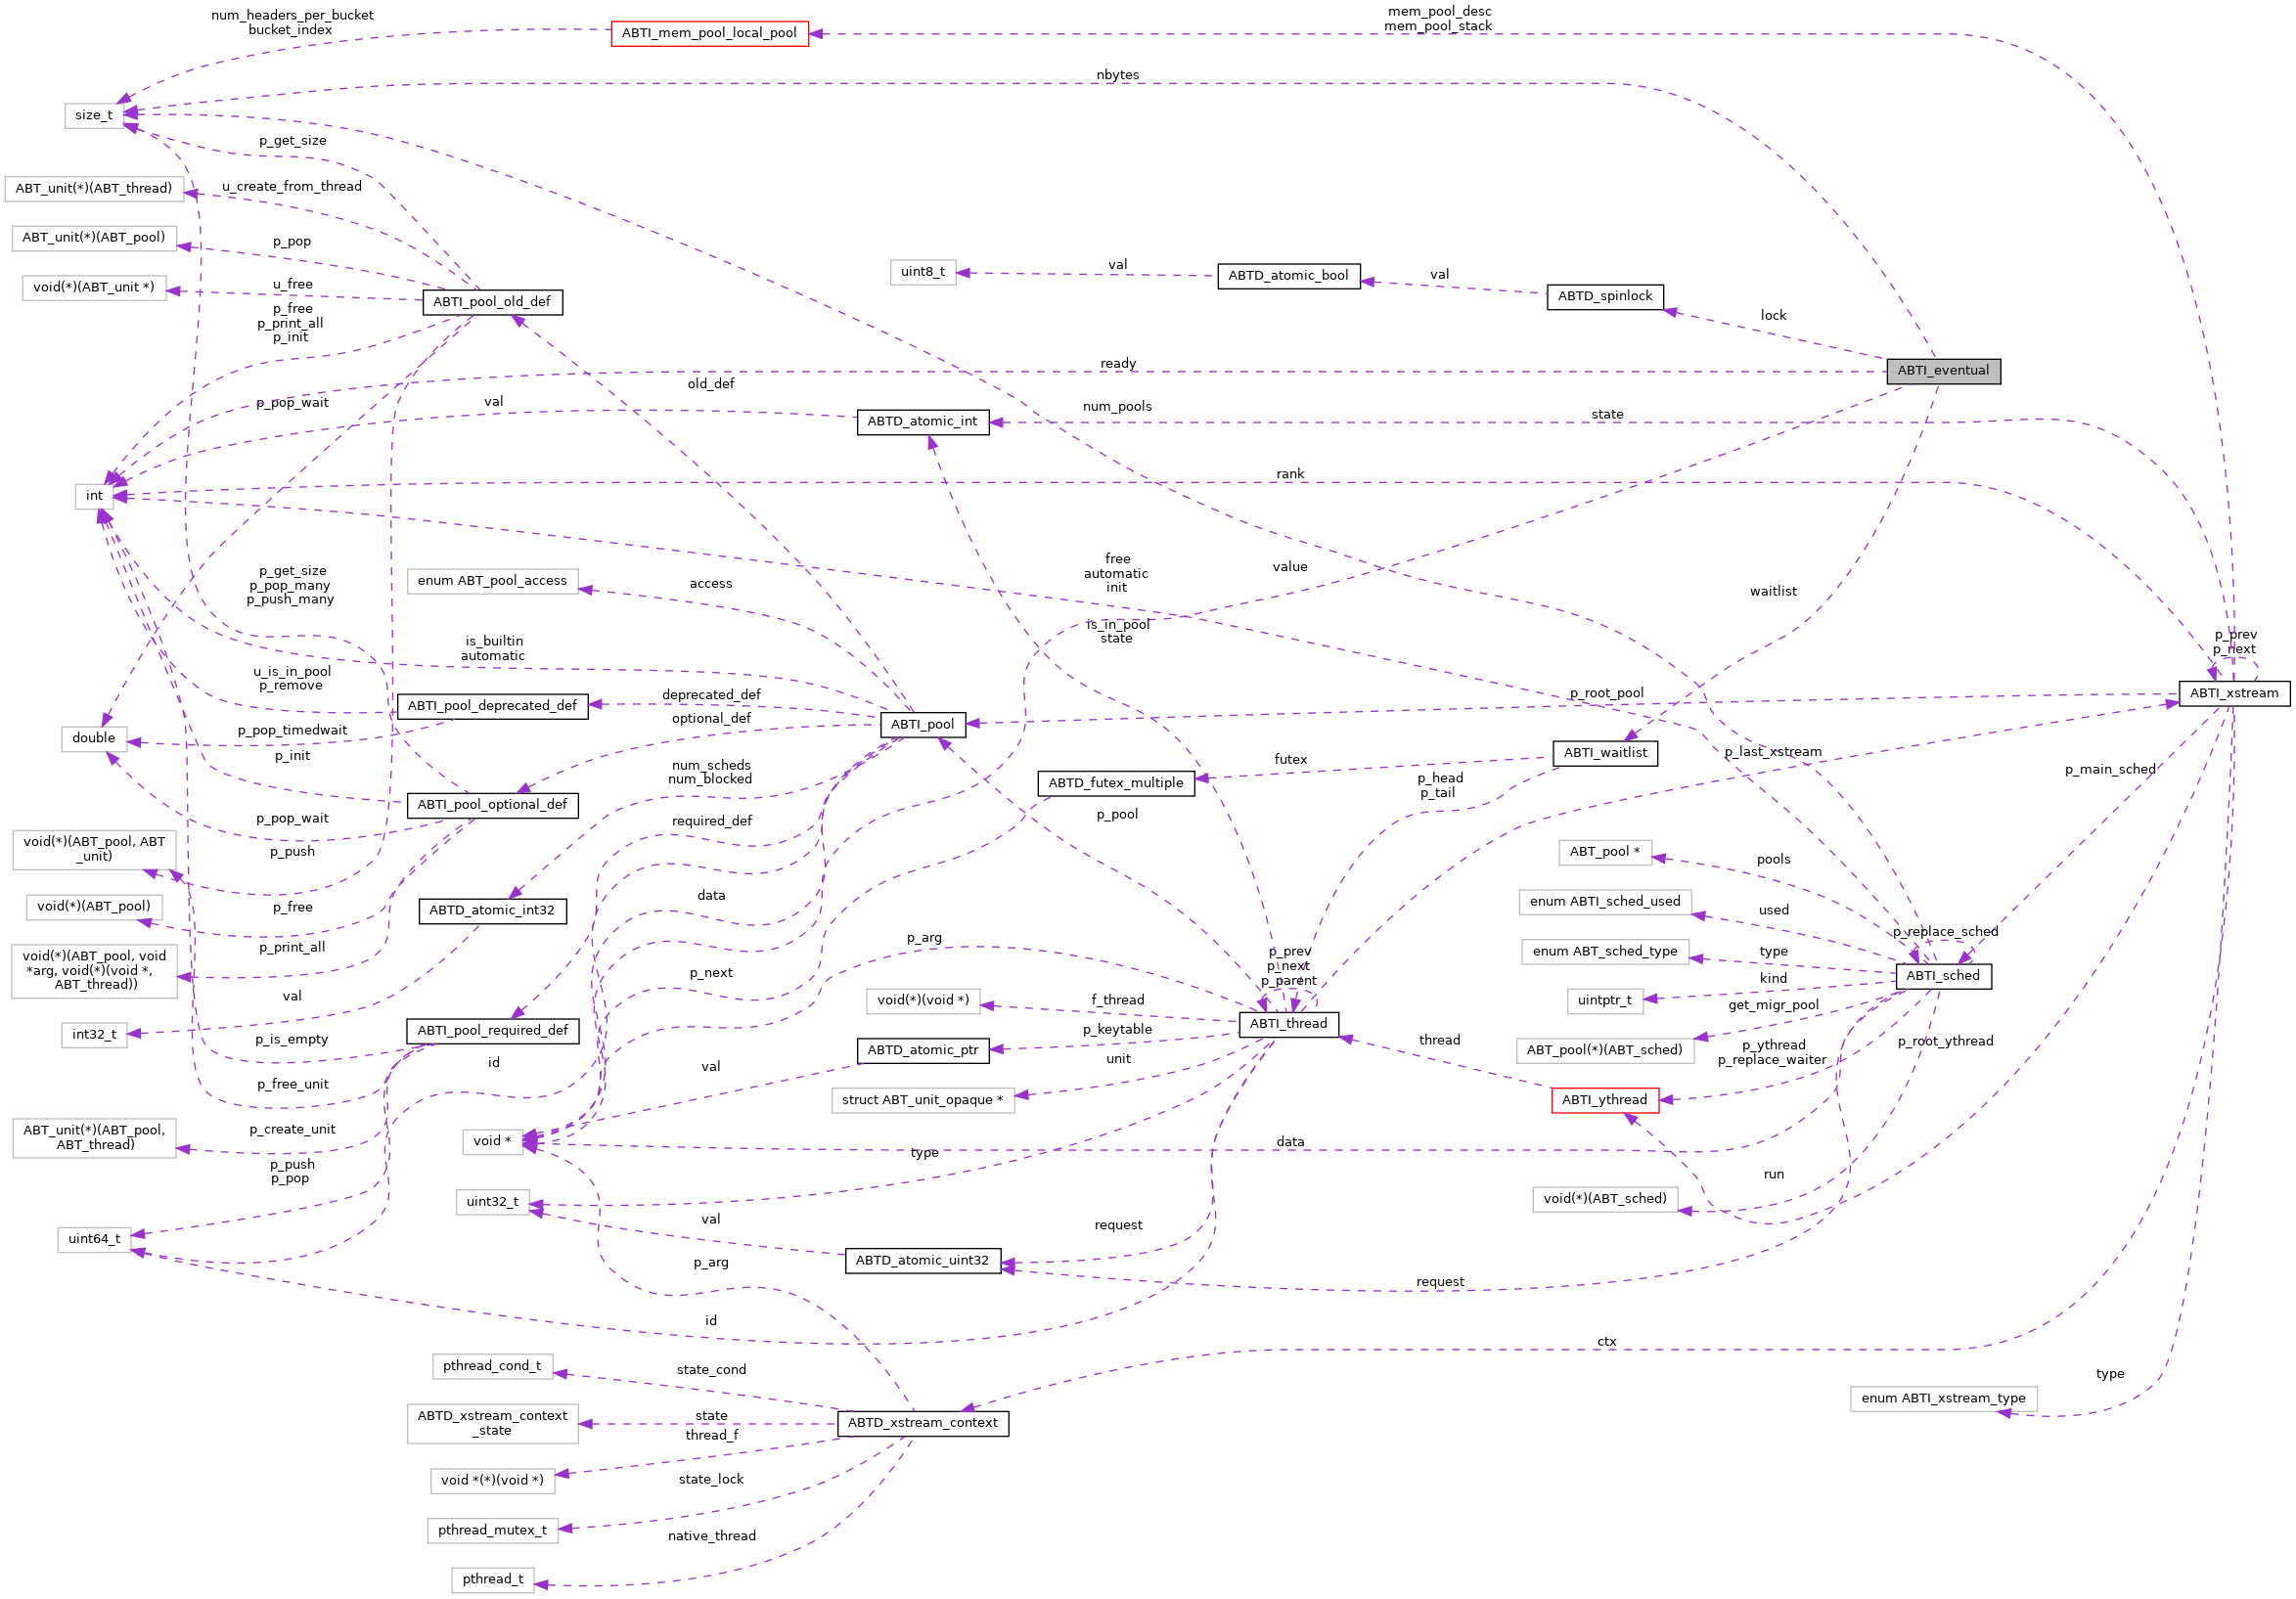 num_headers_per_bucket
bucket_index
ABTI_mem_pool_local_pool
mem_pool_desc
mem_pool_stack
nbytes
size_t
p_get_size
ABT_unit(*)(ABT_thread)
u_create_from_thread
ABT_unit(*)(ABT_pool)
p_pop
void(*)(ABT_unit *)
u_free
ABTI_pool_old_def
p_free
p_print_all
p_init
uint8_t
val
ABTD_atomic_bool
val
ABTD_spinlock
lock
ABTI_eventual
ready
old_def
p_pop_wait
val
ABTD_atomic_int
num_pools
state
int
rank
enum ABT_pool_access
access
p_get_size
p_pop_many
p_push_many
free
automatic
init
value
waitlist
is_in_pool
state
is_builtin
automatic
p_prev
p_next
u_is_in_pool
p_remove
ABTI_pool_deprecated_def
deprecated_def
optional_def
ABTI_pool
p_root_pool
ABTI_xstream
double
p_pop_timedwait
p_init
num_scheds
num_blocked
ABTD_futex_multiple
futex
ABTI_waitlist
p_last_xstream
p_main_sched
p_head
p_tail
ABTI_pool_optional_def
p_pop_wait
required_def
p_pool
void(*)(ABT_pool, ABT
_unit)
p_push
ABT_pool *
pools
void(*)(ABT_pool)
p_free
ABTD_atomic_int32
data
enum ABTI_sched_used
used
p_replace_sched
void(*)(ABT_pool, void
*arg, void(*)(void *,
ABT_thread))
p_print_all
p_arg
p_prev
p_next
p_parent
enum ABT_sched_type
type
ABTI_sched
val
p_next
void(*)(void *)
f_thread
ABTI_thread
uintptr_t
kind
get_migr_pool
int32_t
p_is_empty
ABTI_pool_required_def
id
ABTD_atomic_ptr
p_keytable
thread
ABT_pool(*)(ABT_sched)
p_ythread
p_replace_waiter
p_root_ythread
val
unit
p_free_unit
struct ABT_unit_opaque *
ABTI_ythread
ABT_unit(*)(ABT_pool,
ABT_thread)
p_create_unit
void *
data
type
p_push
p_pop
uint32_t
run
void(*)(ABT_sched)
uint64_t
val
request
ABTD_atomic_uint32
p_arg
request
id
ctx
pthread_cond_t
state_cond
type
enum ABTI_xstream_type
ABTD_xstream_context
_state
state
thread_f
ABTD_xstream_context
void *(*)(void *)
state_lock
pthread_mutex_t
native_thread
pthread_t